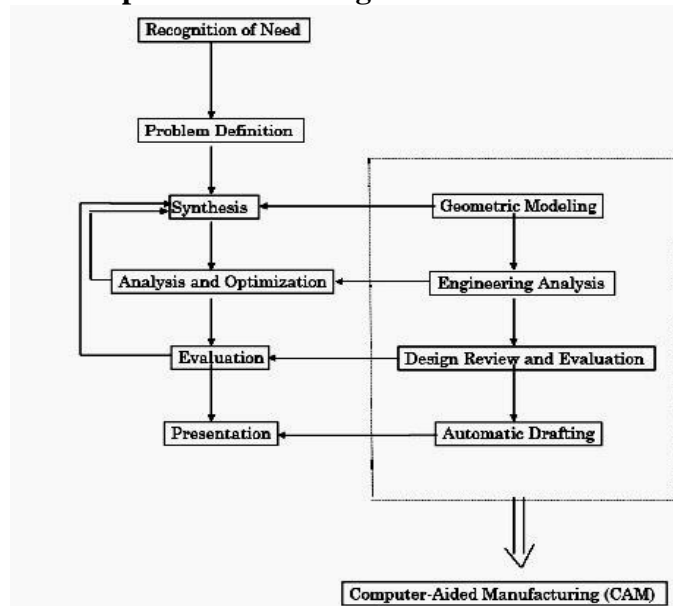 Recognition of Need
Problem Definition
Synthesis
Geometric Modeling
Analysis and Optimization
Engineering Analysis
Evaluation
Design Review and Evaluation
Presentation
Automatic Drafting
Computer-Aided Manufacturing (CAM)